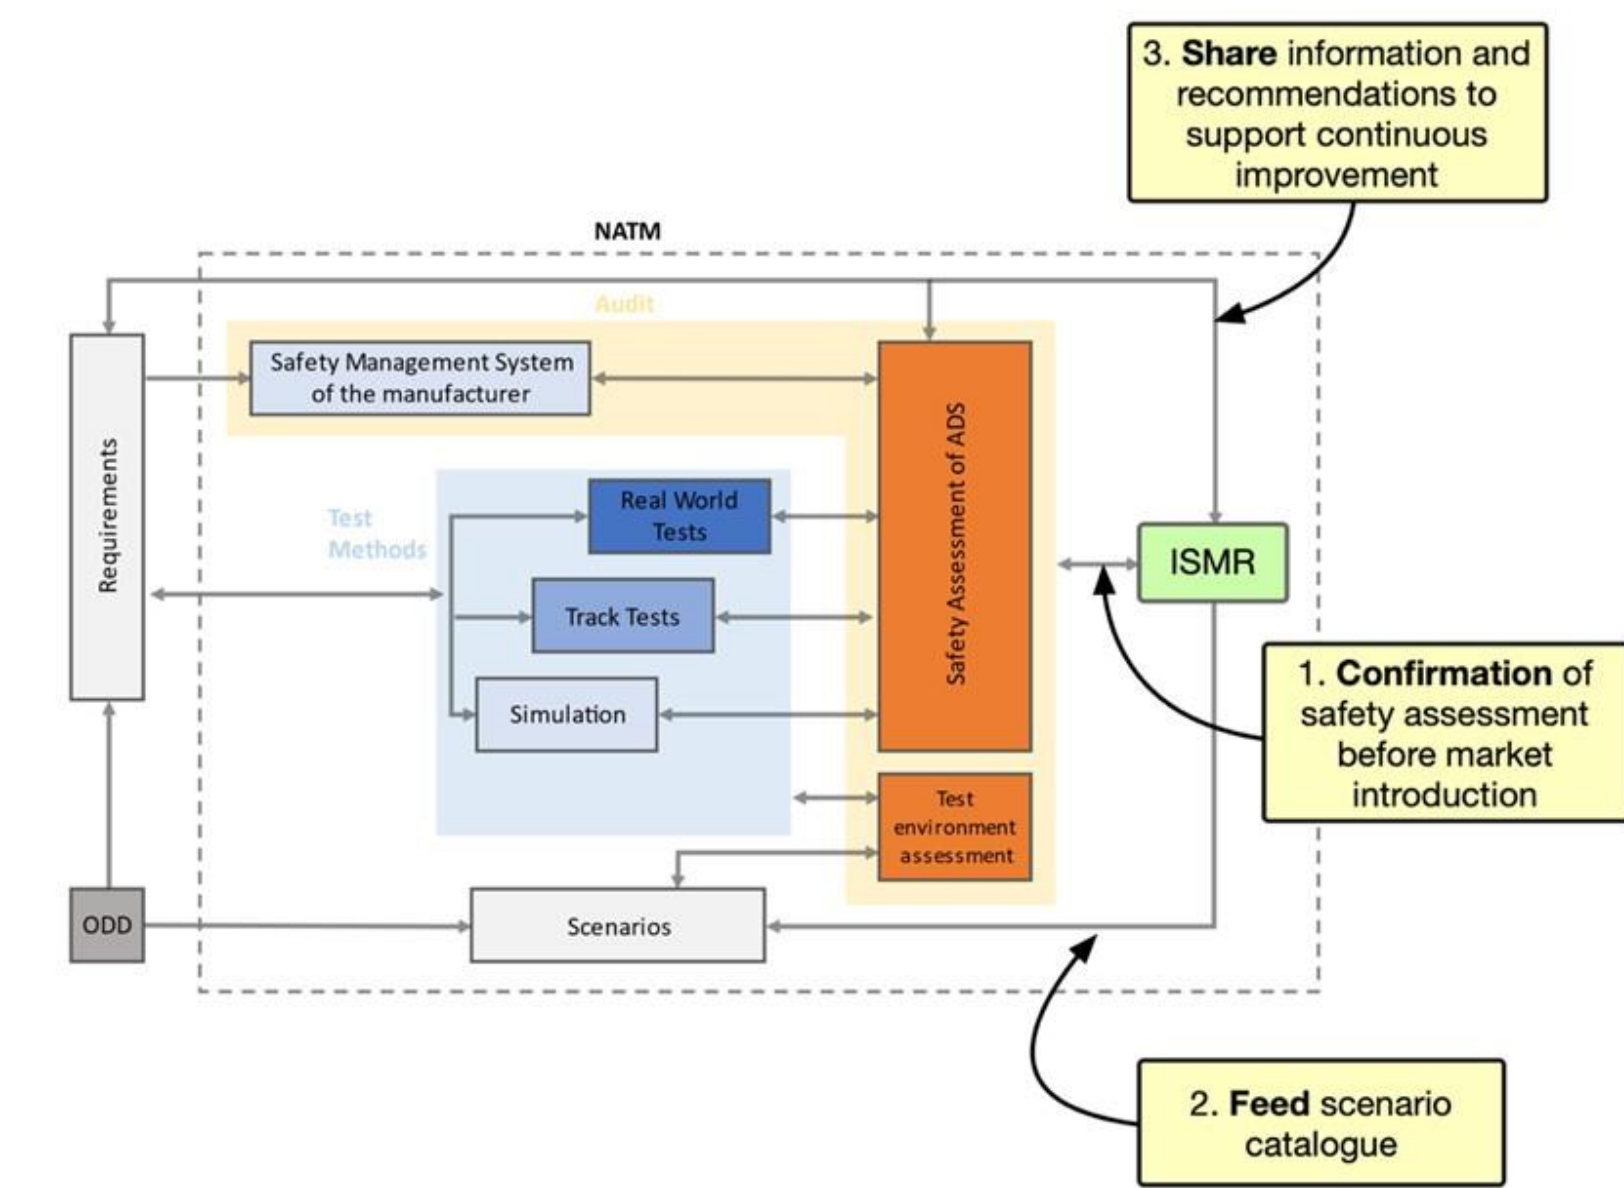 3. Share information and
recommendations to
support continuous
improvement
NATM
Audit
Safety Management System
of the manufacturer
Requirements
Test
Methods
Real World
Tests
Track Tests
Simulation
Safety Assessment of ADS
ISMR
1. Confirmation of
safety assessment
before market
introduction
Test
environment
assessment
ODD
Scenarios
2. Feed scenario
catalogue